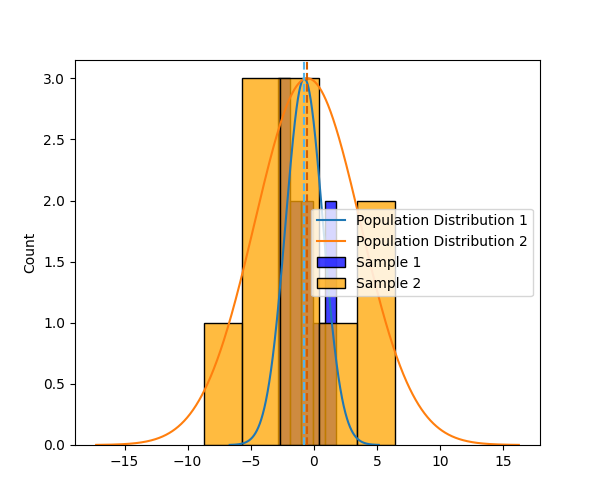 3.0
2.5
2.0
1.5
1.0
0.5
0.0
Count
Population Distribution 1
Population Distribution 2
Sample 1
Sample 2
−15
−10
−5
0
5
10
15